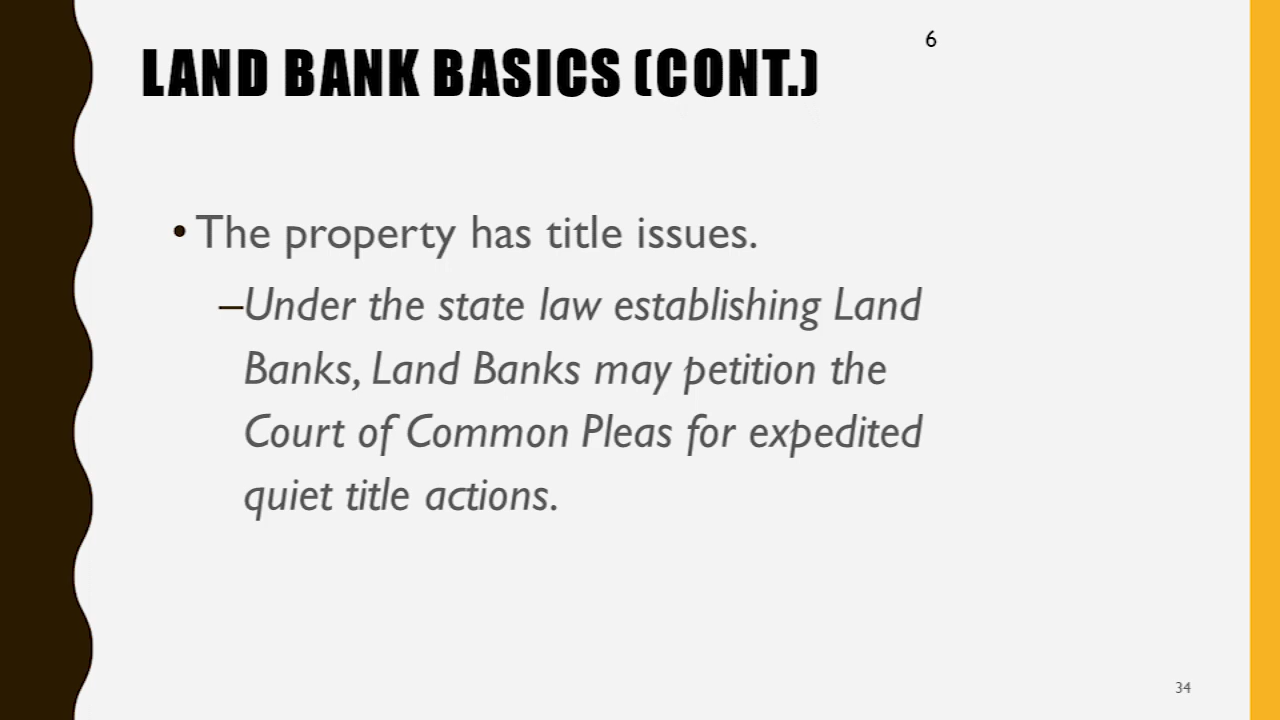 6
LAND BANK BASICS (CONT.)
• The property has title issues.
–Under the state law establishing Land
Banks, Land Banks may petition the
Court of Common Pleas for expedited
quiet title actions.
34